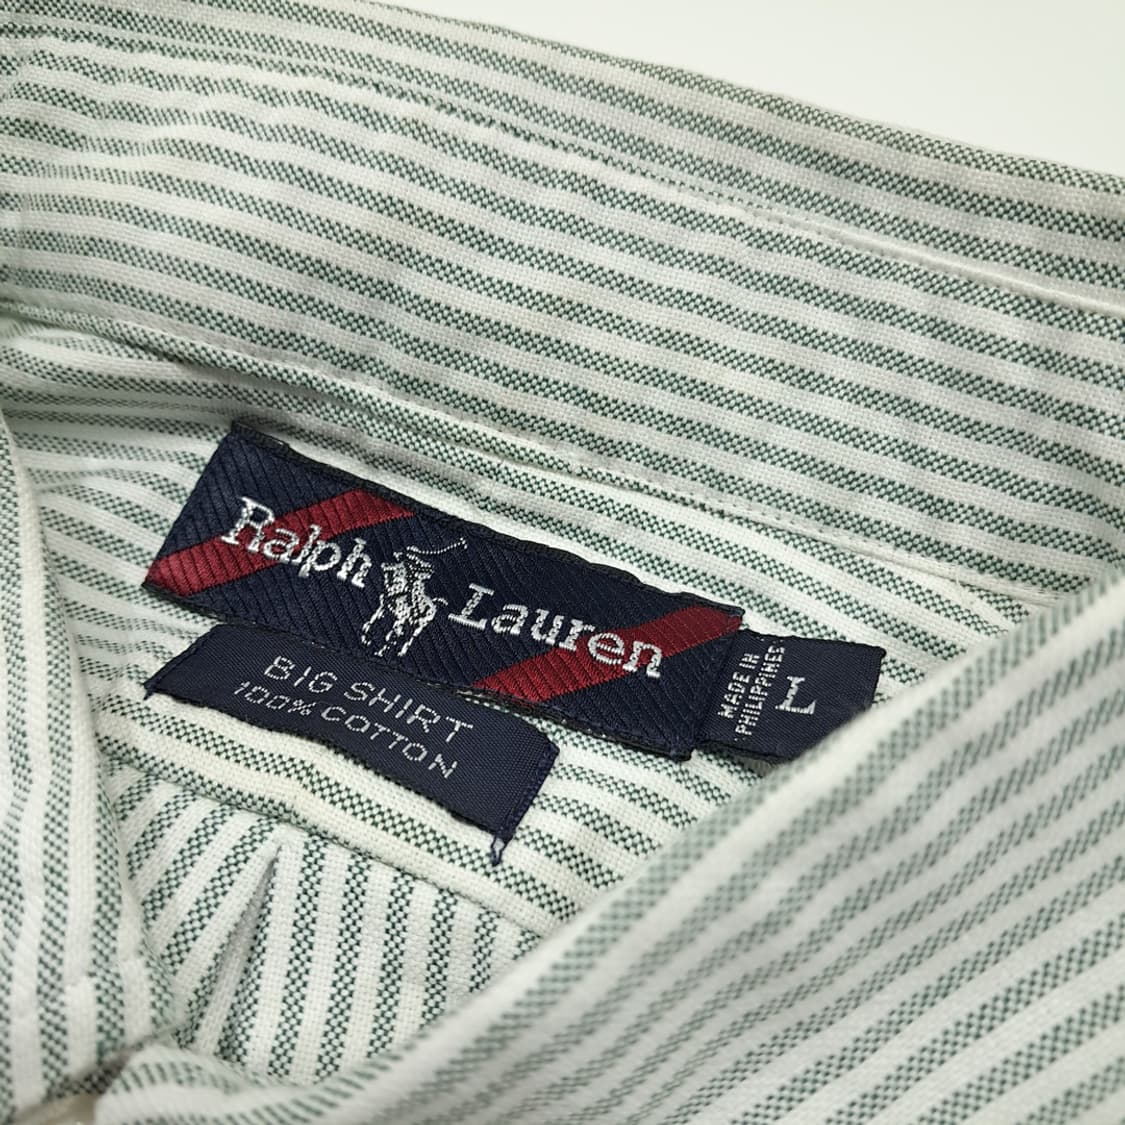 Ralph Lauren
BIG SHIRT
100% COTTON
MADE IN
PHILIPPINES
L